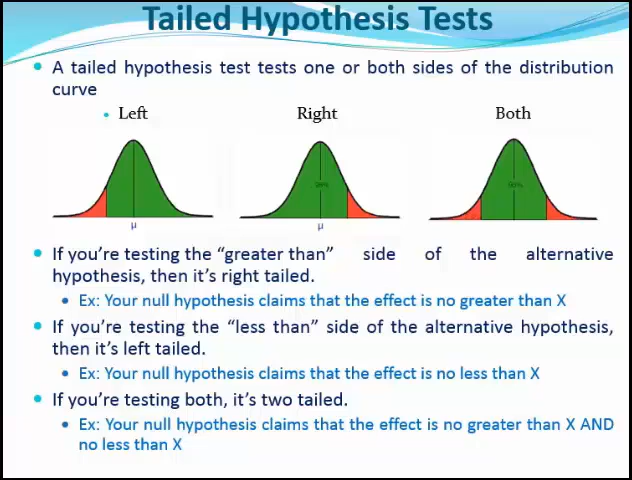 Tailed Hypothesis Tests
• A tailed hypothesis test tests one or both sides of the distribution
curve
• Left Right Both
μ μ
• If you're testing the “greater than” side of the alternative
hypothesis, then it's right tailed.
• Ex: Your null hypothesis claims that the effect is no greater than X
• If you're testing the “less than” side of the alternative hypothesis,
then it's left tailed.
• Ex: Your null hypothesis claims that the effect is no less than X
• If you're testing both, it's two tailed.
• Ex: Your null hypothesis claims that the effect is no greater than X AND
no less than X